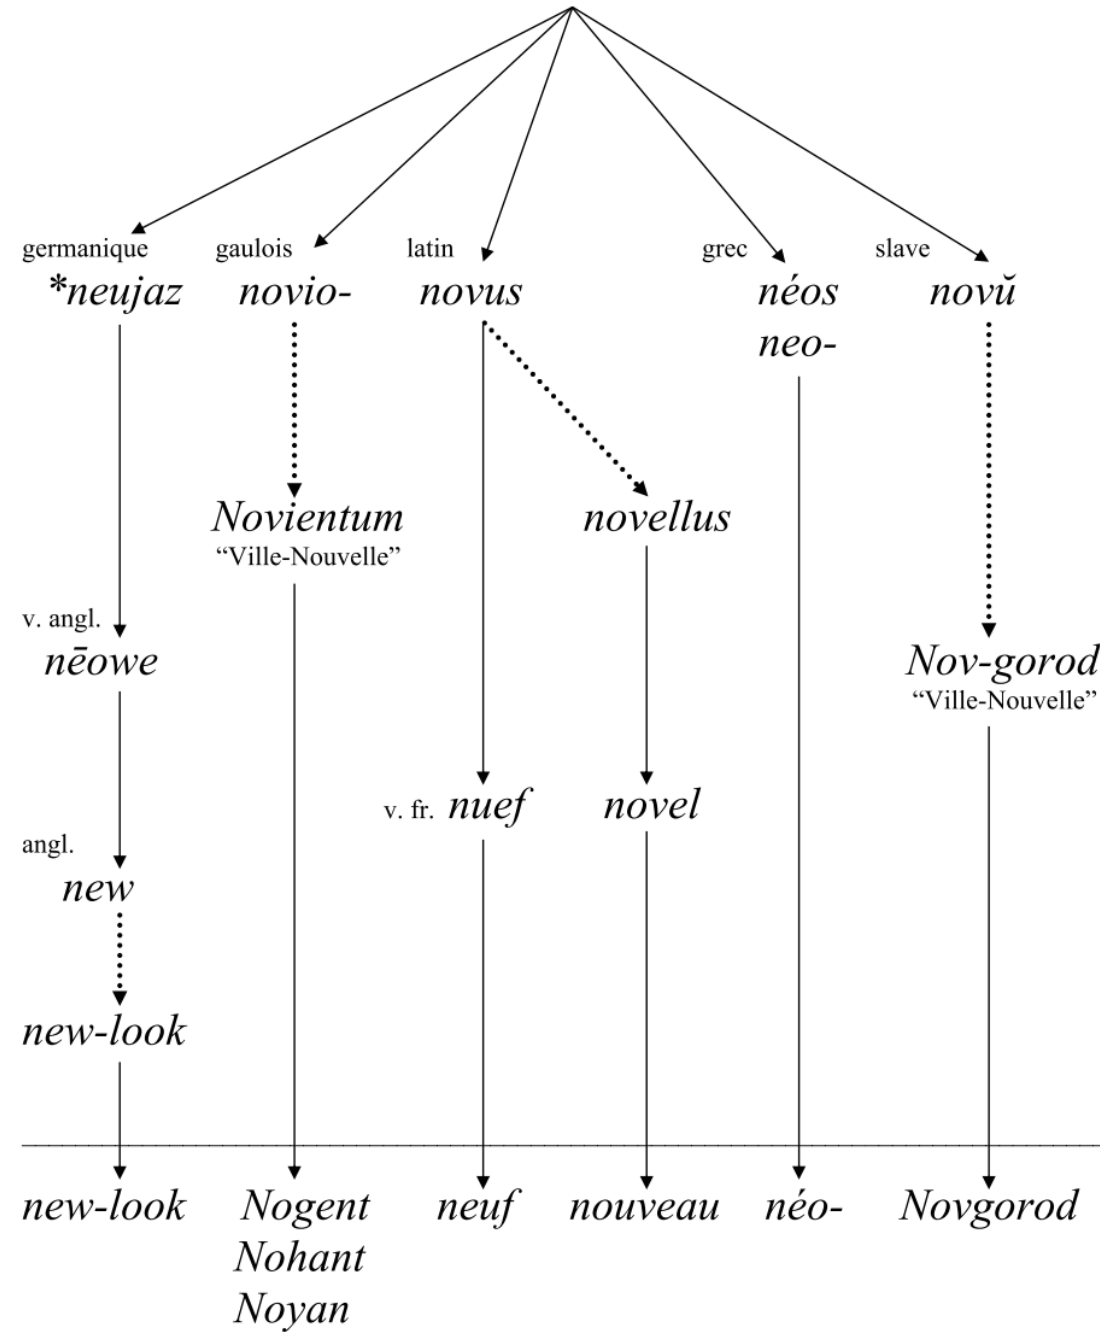 germanique gaulois latin grec slave
*neujaz novio- novus néos novŭ
neo-
Novientum novellus
“Ville-Nouvelle”
v. angl.
nēowe Nov-gorod
“Ville-Nouvelle”
v. fr. nuef novel
angl.
new
new-look
new-look Nogent neuf nouveau néo- Novgorod
Nohant
Noyan